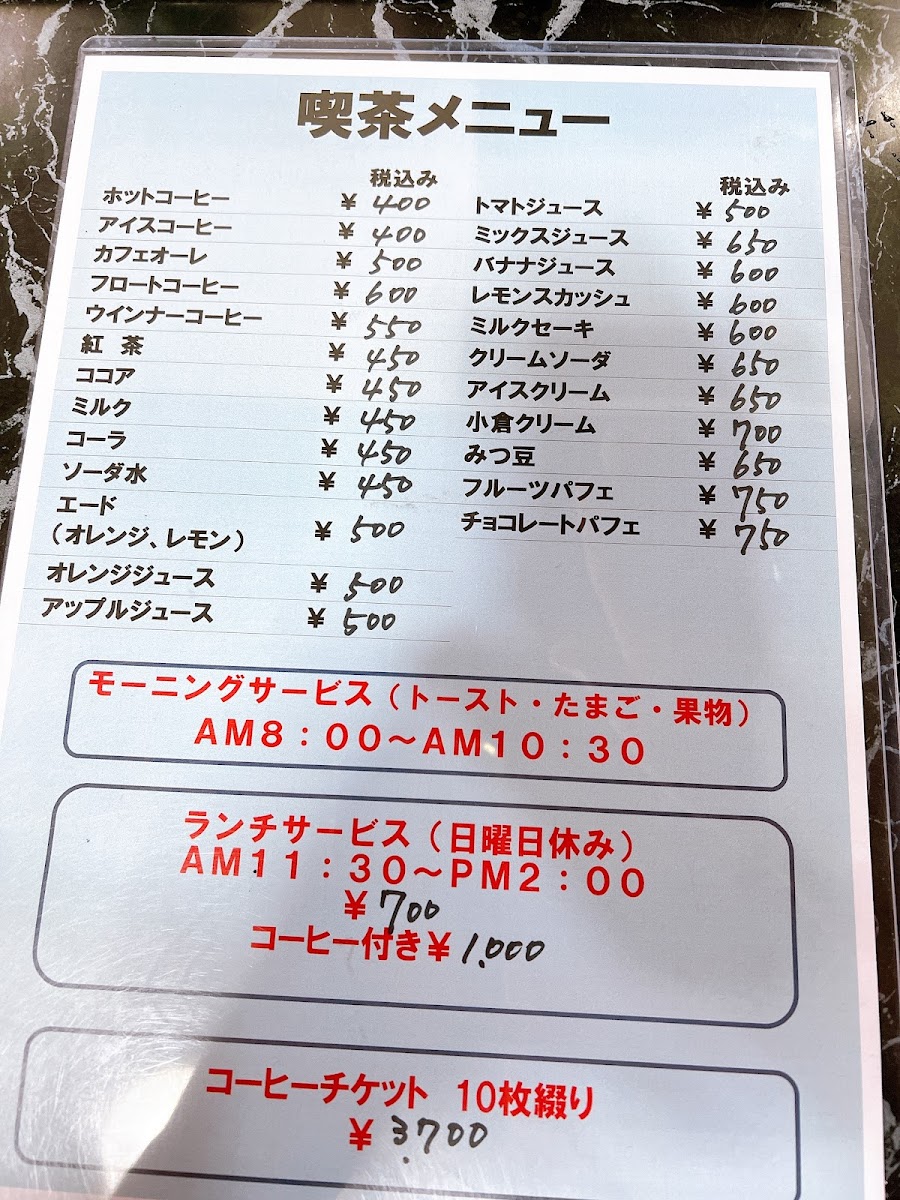 喫茶メニュー
税込み
ホットコーヒー ¥400
アイスコーヒー ¥400
カフェオーレ ¥500
フロートコーヒー ¥600
ウインナーコーヒー ¥550
紅 茶 ¥450
ココア ¥450
ミルク ¥450
コーラ ¥450
ソーダ水 ¥450
エード
（オレンジ、レモン） ¥500
オレンジジュース ¥500
アップルジュース ¥500
税込み
トマトジュース ¥500
ミックスジュース ¥650
バナナジュース ¥600
レモンスカッシュ ¥600
ミルクセーキ ¥600
クリームソーダ ¥650
アイスクリーム ¥650
小倉クリーム ¥700
みつ豆 ¥650
フルーツパフェ ¥750
チョコレートパフェ ¥750
モーニングサービス（トースト・たまご・果物）
AM8：00～AM10：30
ランチサービス（日曜日休み）
AM11：30～PM2：00
¥700
コーヒー付き¥1,000
コーヒーチケット 10枚綴り
¥3,700